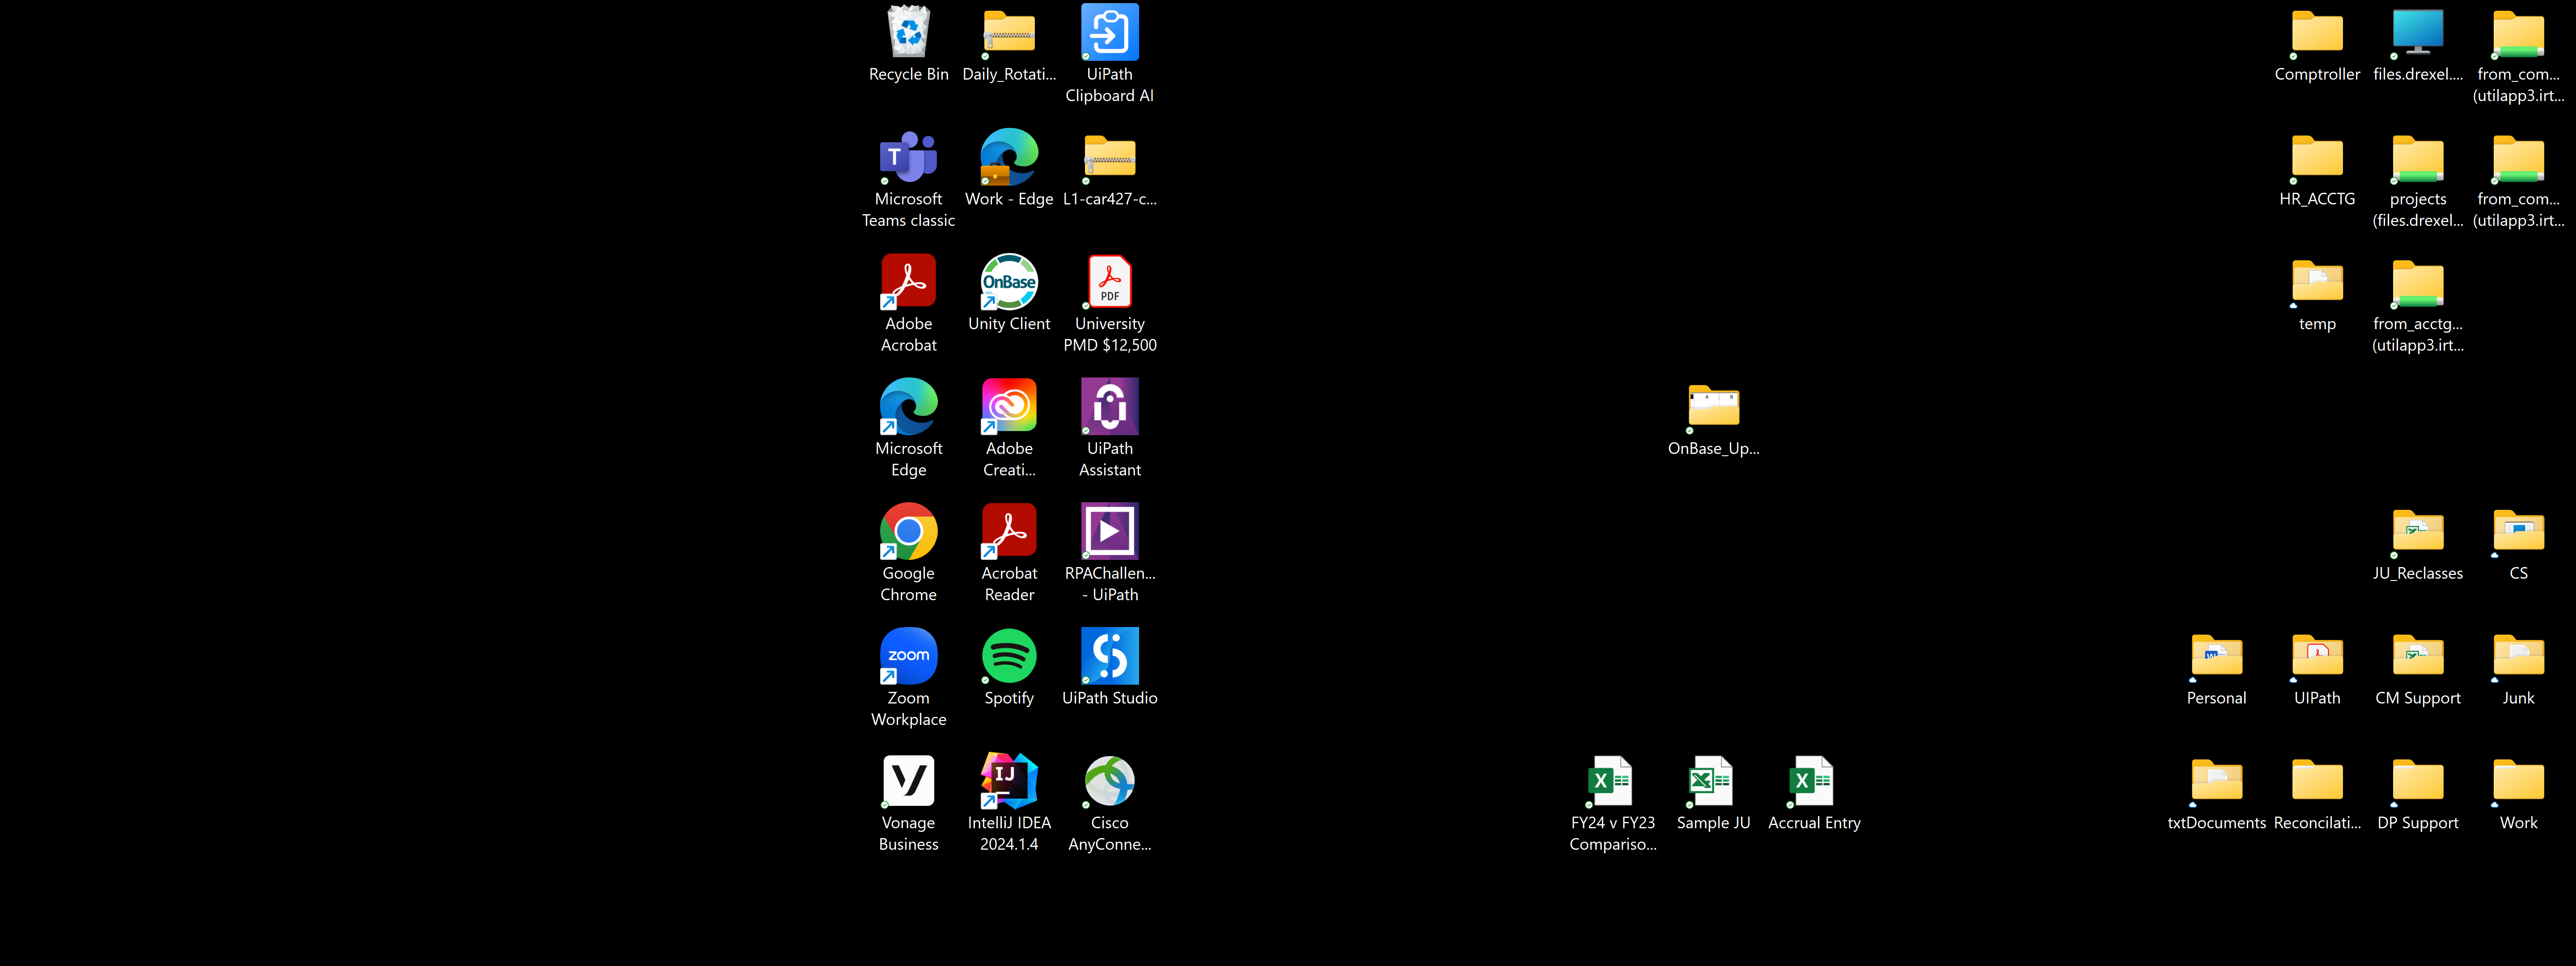 Recycle Bin
Daily_Rotati...
UiPath
Clipboard AI
Comptroller
files.drexel....
from_com...
(utilapp3.irt...
T
Microsoft
Teams classic
Work - Edge
L1-car427-c...
HR_ACCTG
projects
(files.drexel...
from_com...
(utilapp3.irt...
Adobe
Acrobat
OnBase
Unity Client
PDF
University
PMD $12,500
temp
from_acctg...
(utilapp3.irt...
Microsoft
Edge
Adobe
Creati...
UiPath
Assistant
A B
OnBase_Up...
Google
Chrome
Acrobat
Reader
RPAChallen...
- UiPath
JU_Reclasses
CS
zoom
Zoom
Workplace
Spotify
UiPath Studio
Personal
UIPath
CM Support
Junk
Vonage
Business
IJ
IntelliJ IDEA
2024.1.4
Cisco
AnyConne...
X
FY24 v FY23
Compariso...
X
Sample JU
X
Accrual Entry
txtDocuments
Reconcilati...
DP Support
Work